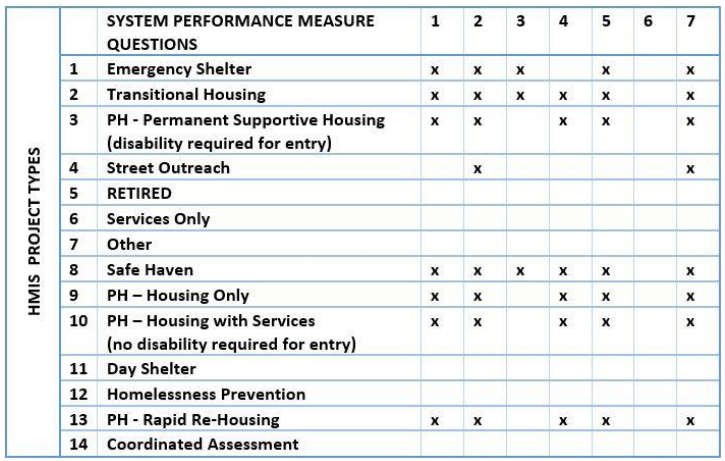 SYSTEM PERFORMANCE MEASURE 1 2 3 4 5 6 7
QUESTIONS
1 Emergency Shelter x x x x x
2 Transitional Housing x x x x x x
3 PH - Permanent Supportive Housing x x x x x
(disability required for entry)
4 Street Outreach x x
5 RETIRED
6 Services Only
7 Other
8 Safe Haven x x x x x x
9 PH – Housing Only x x x x x
10 PH – Housing with Services x x x x x
(no disability required for entry)
11 Day Shelter
12 Homelessness Prevention
13 PH - Rapid Re-Housing x x x x x
14 Coordinated Assessment
HMIS PROJECT TYPES